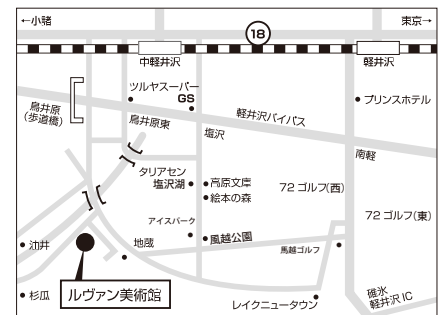 ←小諸
東京→
18
中軽井沢
軽井沢
ツルヤスーパー
GS
プリンスホテル
鳥井原
(歩道橋)
鳥井原東
軽井沢バイパス
塩沢
南軽
タリアセン
塩沢湖
高原文庫
絵本の森
72ゴルフ(西)
72ゴルフ(東)
アイスパーク
風越公園
油井
地蔵
馬越ゴルフ
杉瓜
ルヴァン美術館
レイクニュータウン
碓氷
軽井沢IC